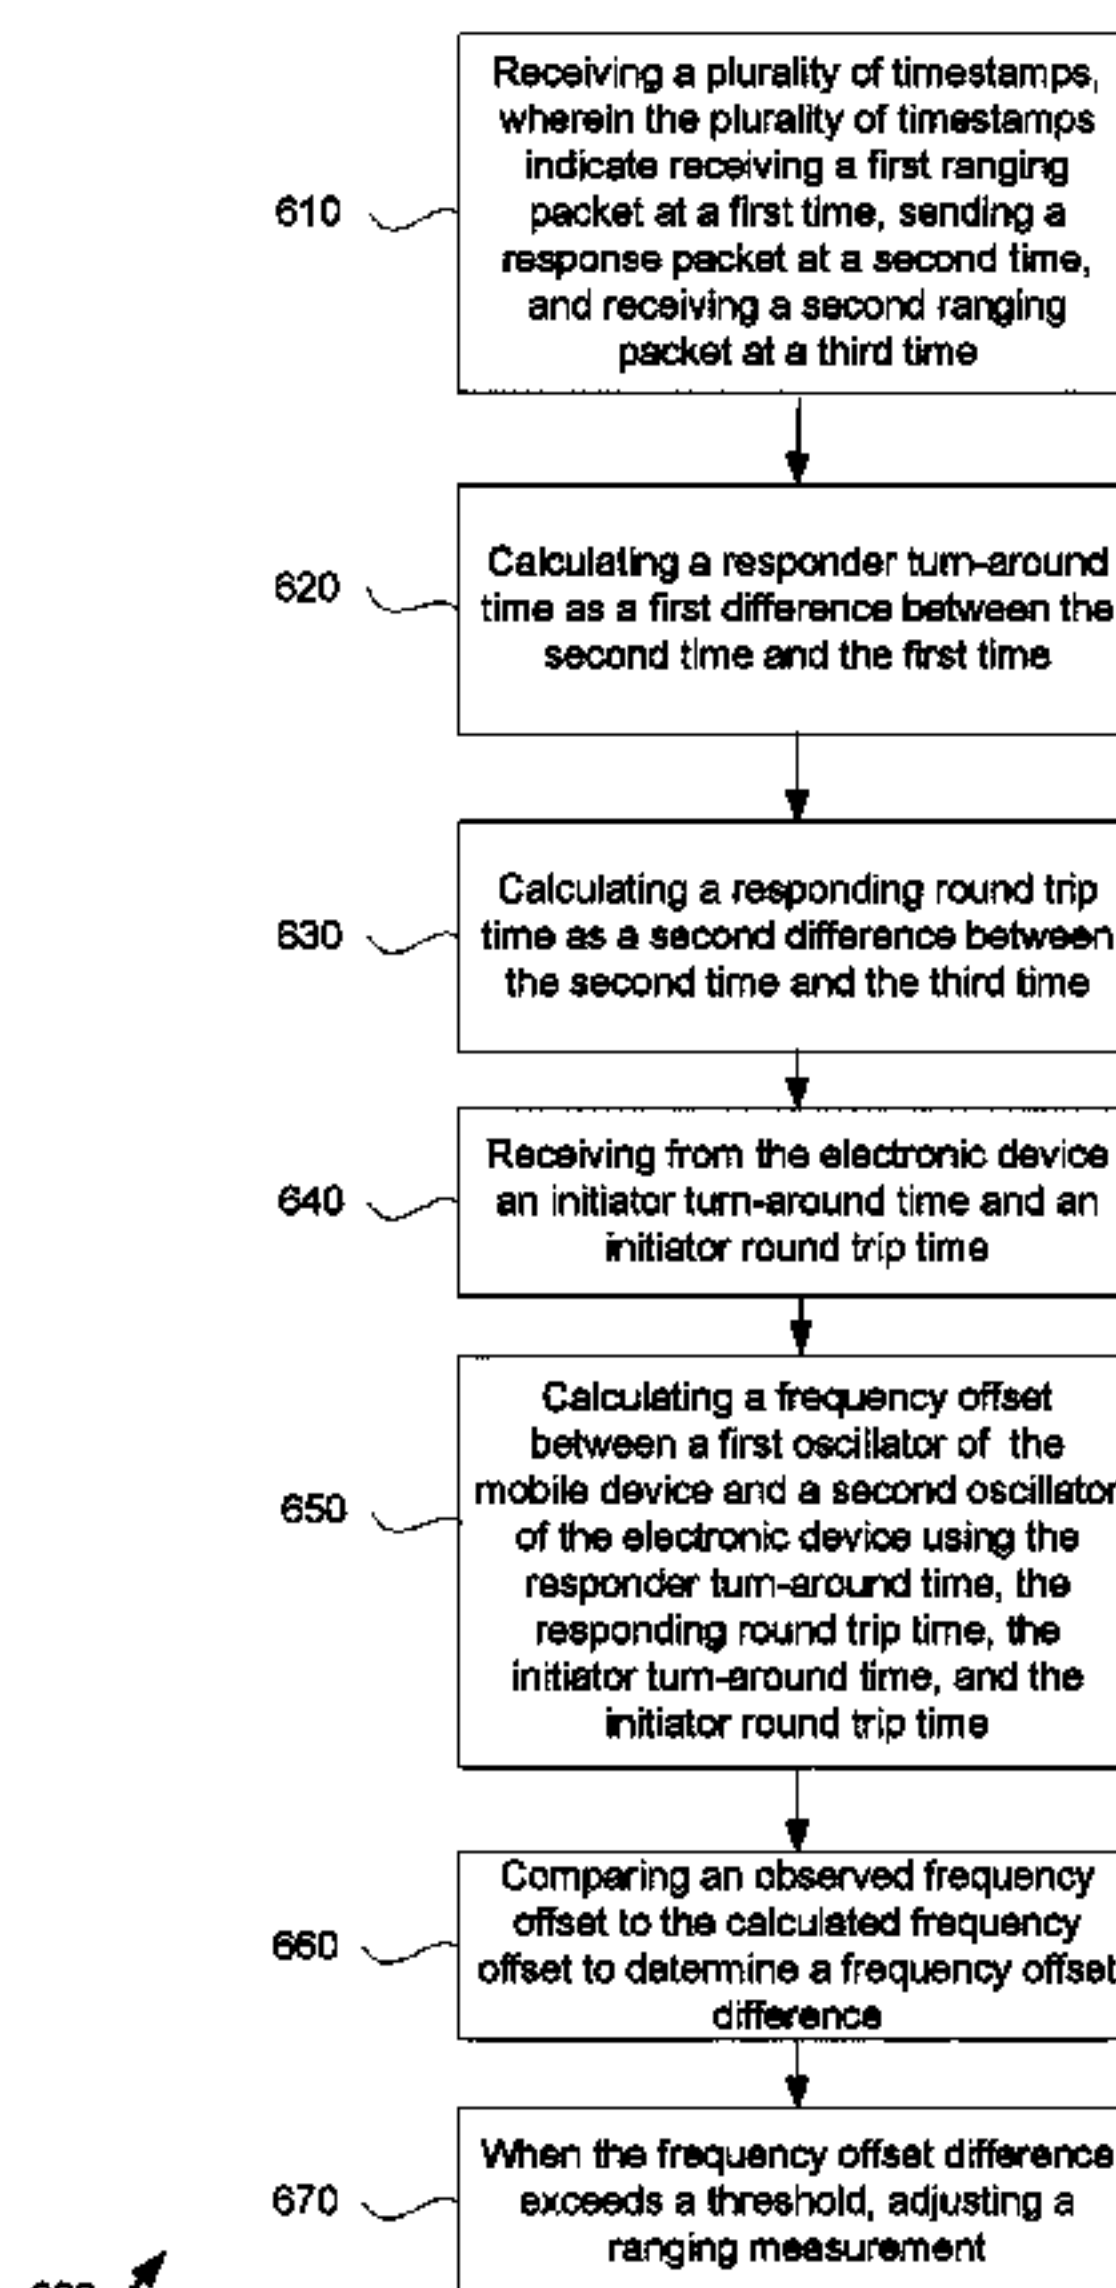 Receiving a plurality of timestamps,
wherein the plurality of timestamps
indicate receiving a first ranging
packet at a first time, sending a
response packet at a second time,
and receiving a second ranging
packet at a third time
610
Calculating a responder turn-around
time as a first difference between the
second time and the first time
620
Calculating a responding round trip
time as a second difference between
the second time and the third time
630
Receiving from the electronic device
an initiator turn-around time and an
initiator round trip time
640
Calculating a frequency offset
between a first oscillator of the
mobile device and a second oscillator
of the electronic device using the
responder turn-around time, the
responding round trip time, the
initiator turn-around time, and the
initiator round trip time
650
Comparing an observed frequency
offset to the calculated frequency
offset to determine a frequency offset
difference
660
When the frequency offset difference
exceeds a threshold, adjusting a
ranging measurement
670